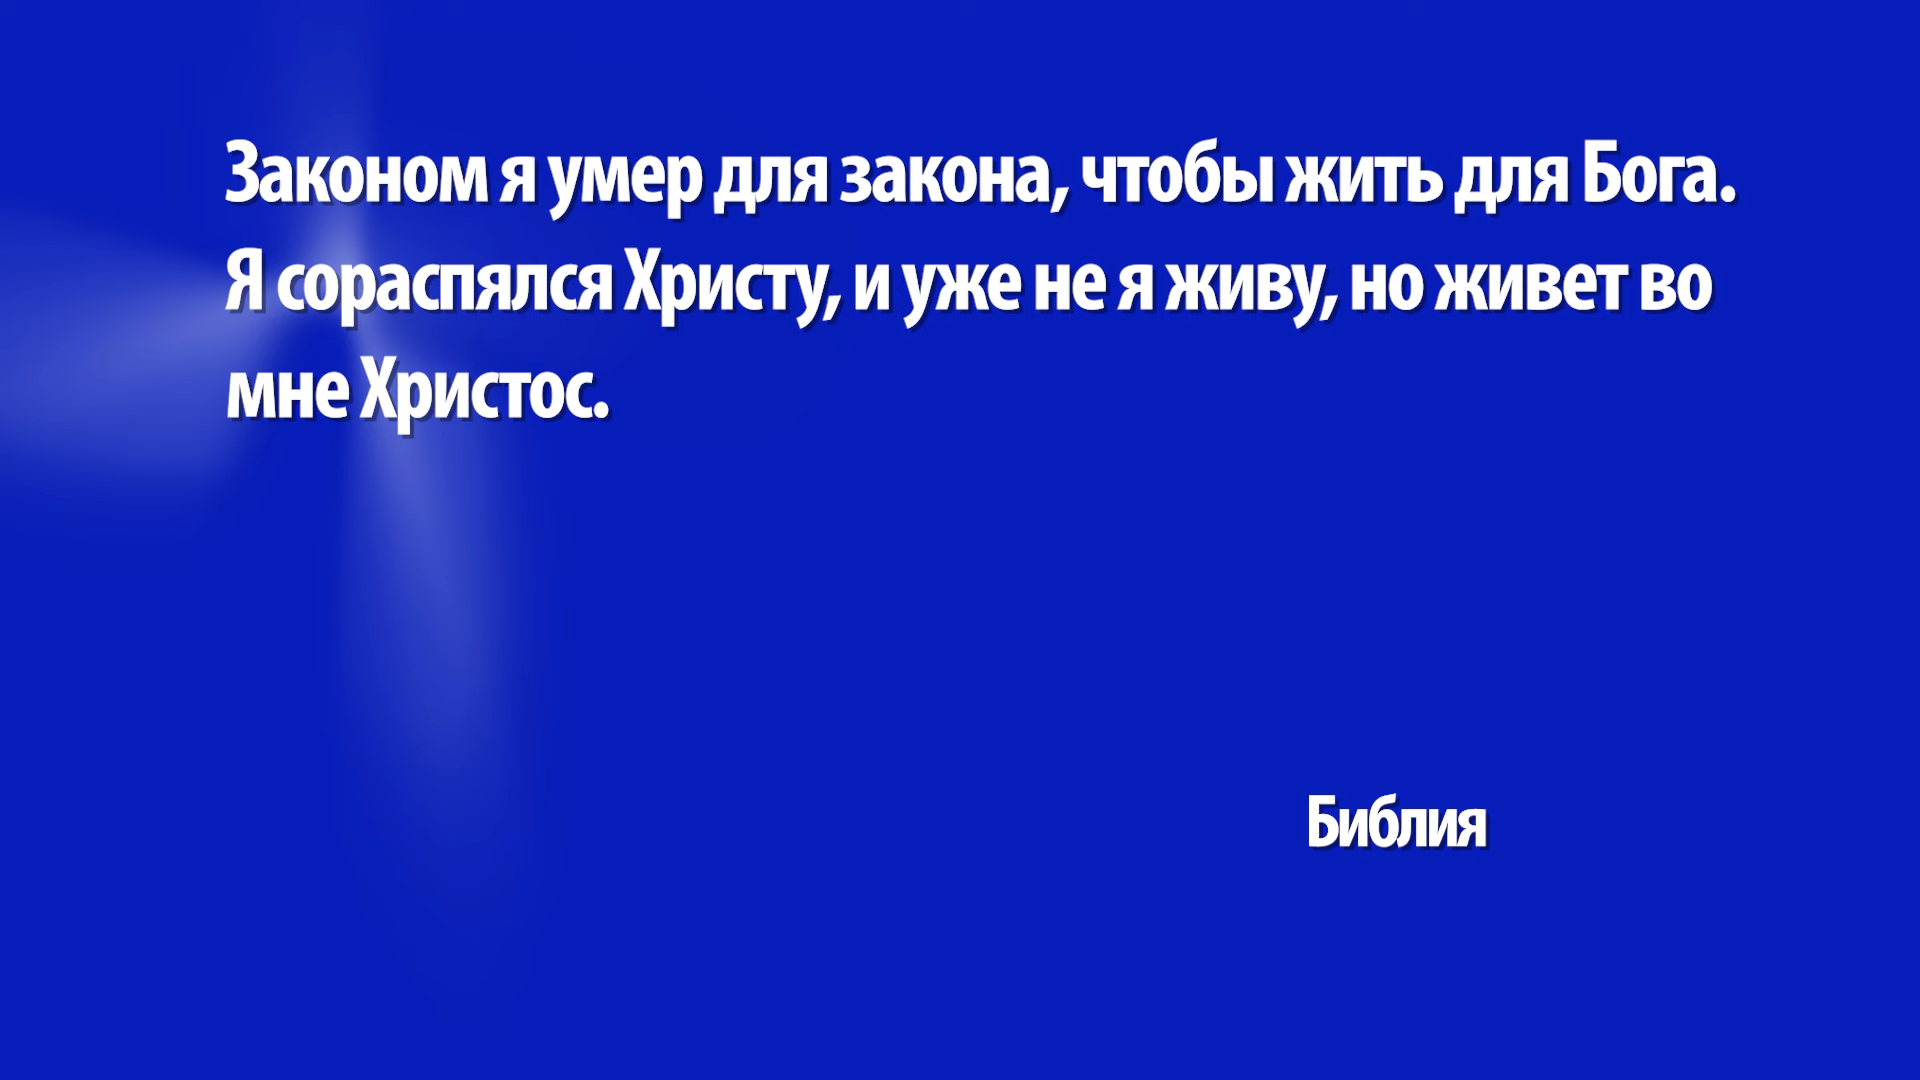 Законом я умер для закона, чтобы жить для Бога.
Я сораспялся Христу, и уже не я живу, но живет во
мне Христос.
Библия